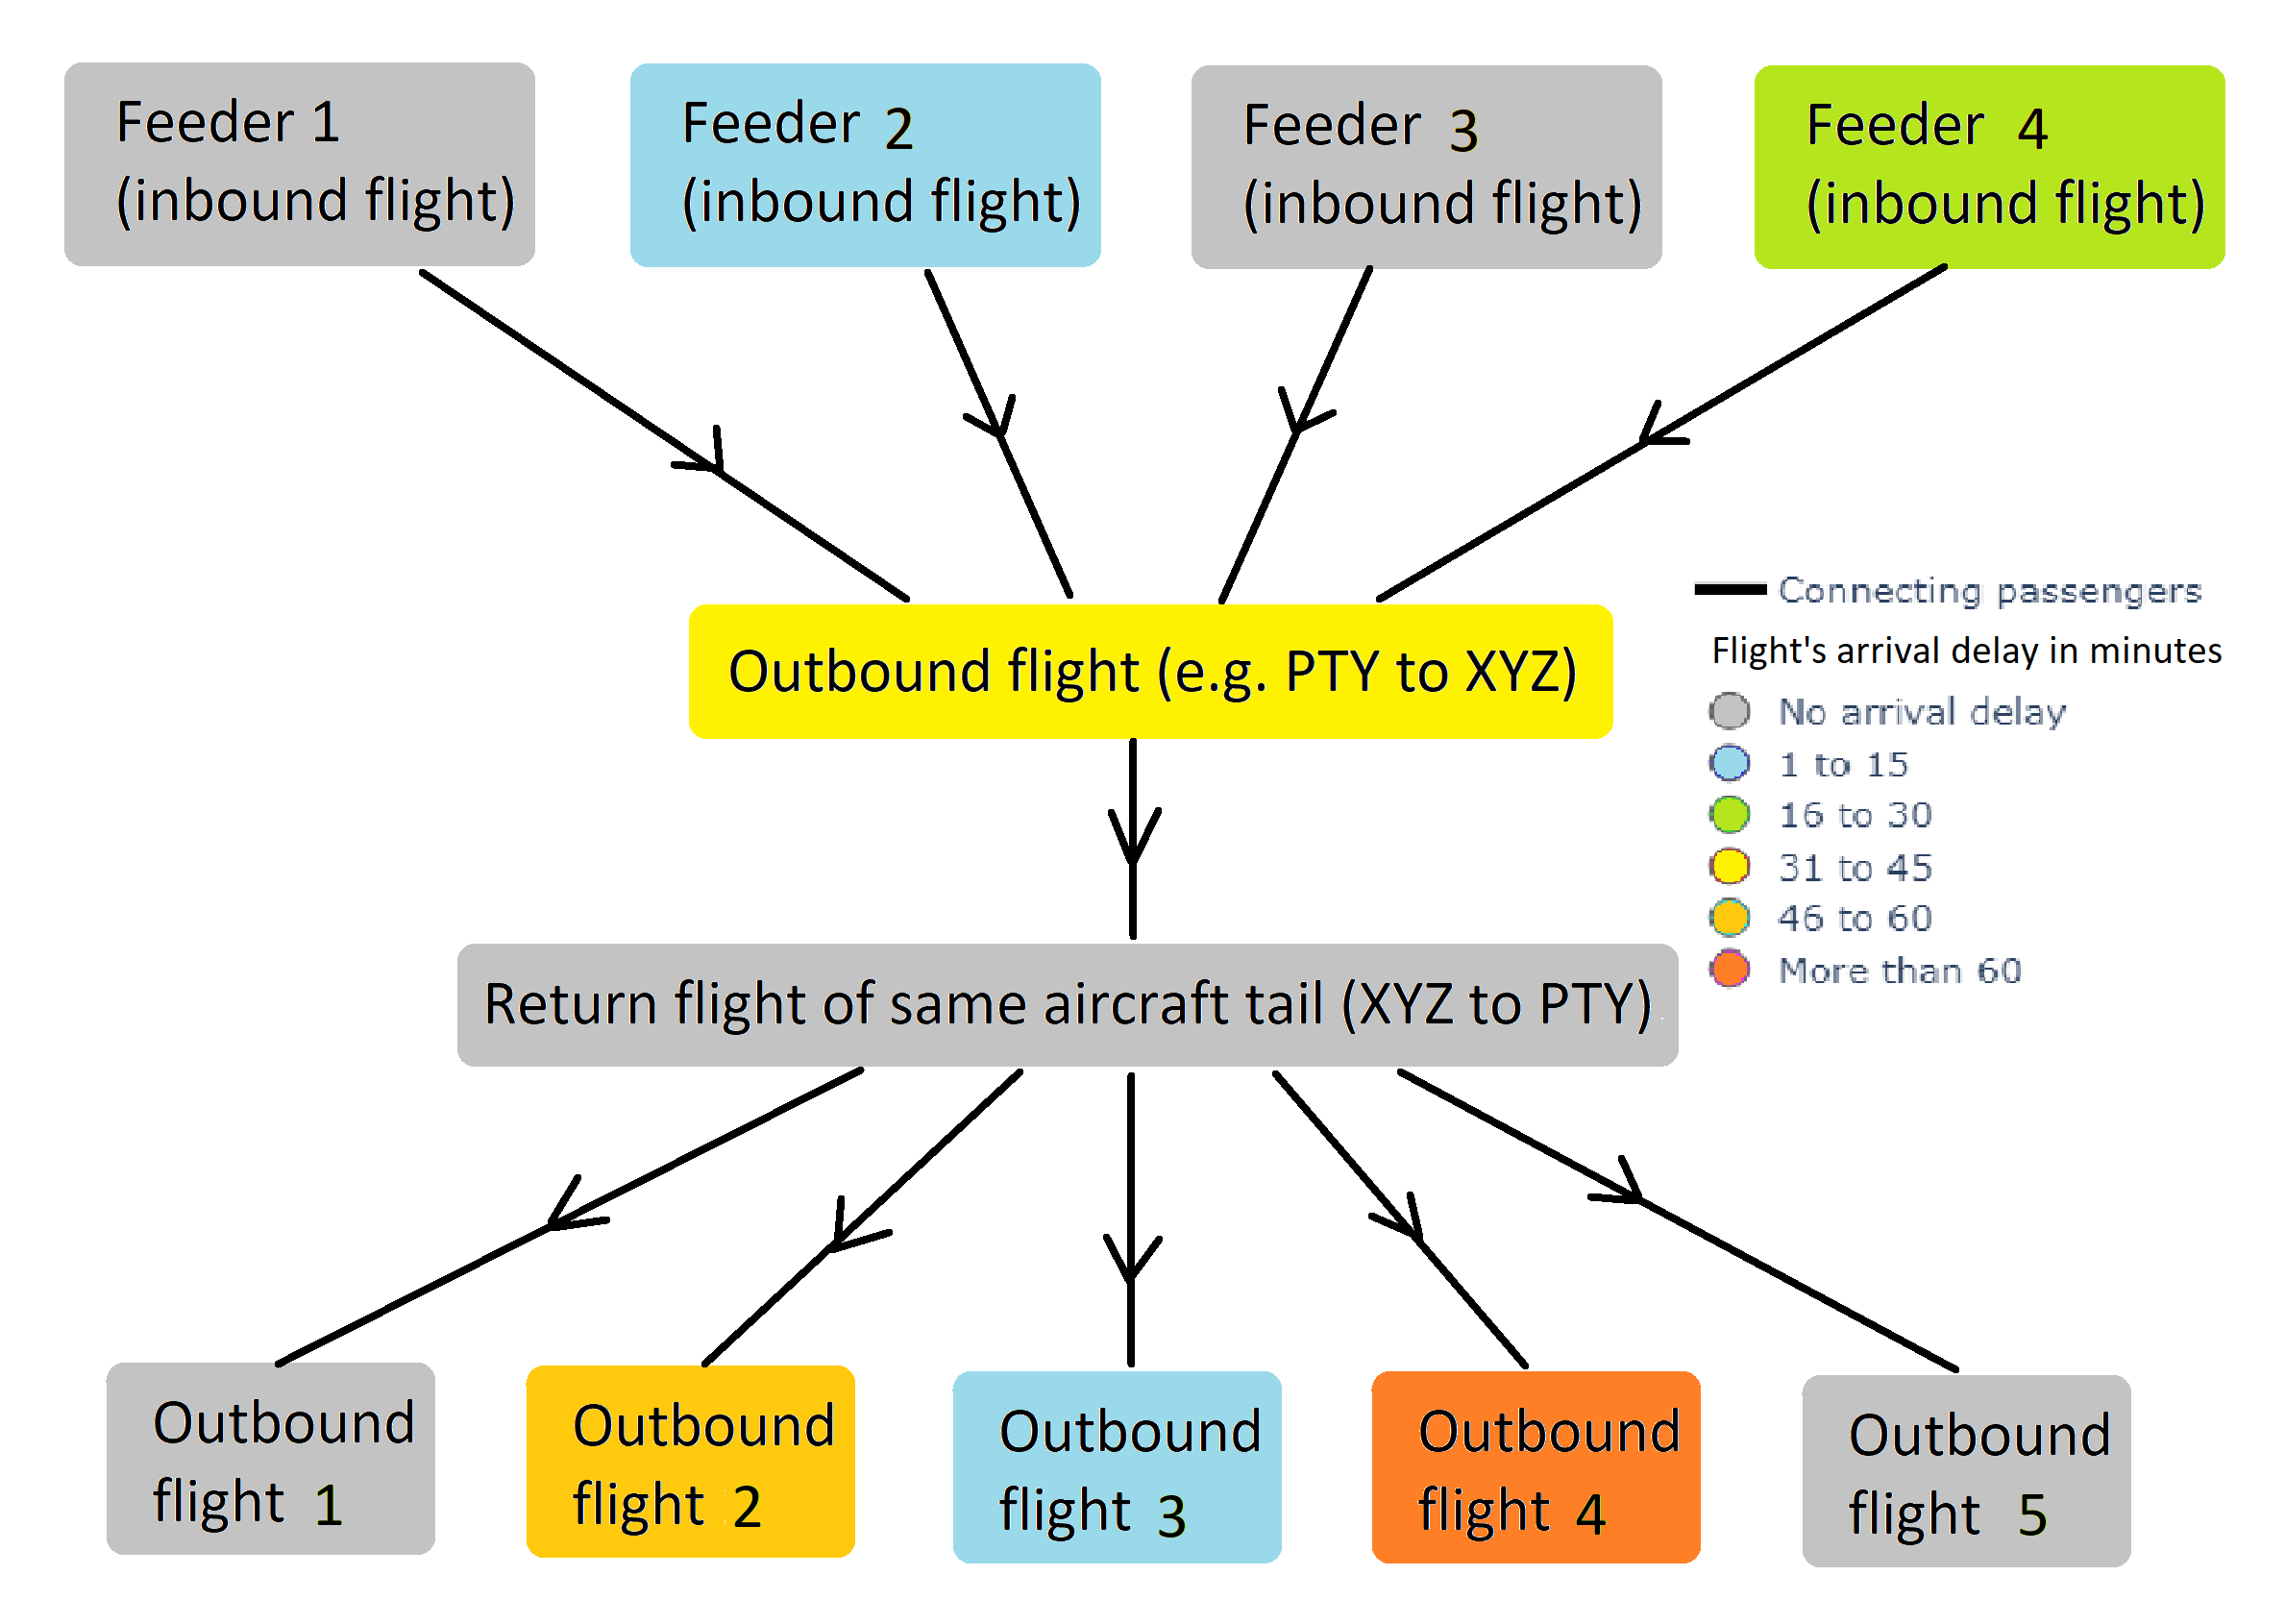 Feeder 1
(inbound flight)
Feeder 2
(inbound flight)
Feeder 3
(inbound flight)
Feeder 4
(inbound flight)
Outbound flight (e.g. PTY to XYZ)
Connecting passengers
Flight's arrival delay in minutes
No arrival delay
1 to 15
16 to 30
31 to 45
46 to 60
More than 60
Return flight of same aircraft tail (XYZ to PTY)
Outbound
flight 1
Outbound
flight 2
Outbound
flight 3
Outbound
flight 4
Outbound
flight 5